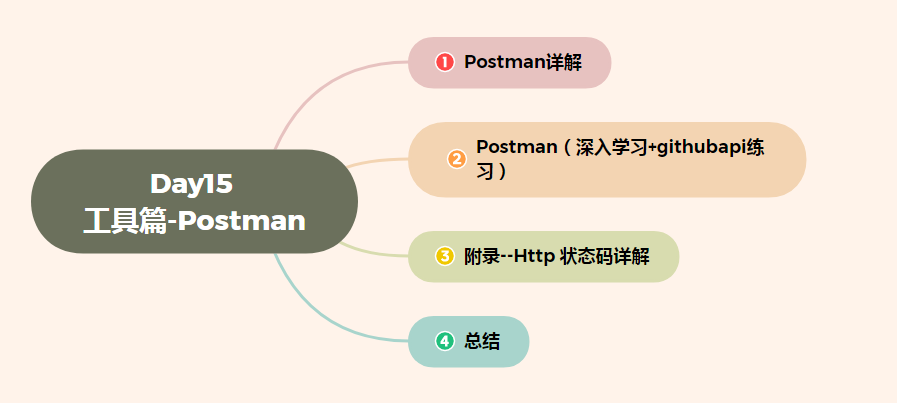 Day15
工具篇-Postman
1 Postman详解
2 Postman（深入学习+githubapi练
习）
3 附录--Http 状态码详解
4 总结